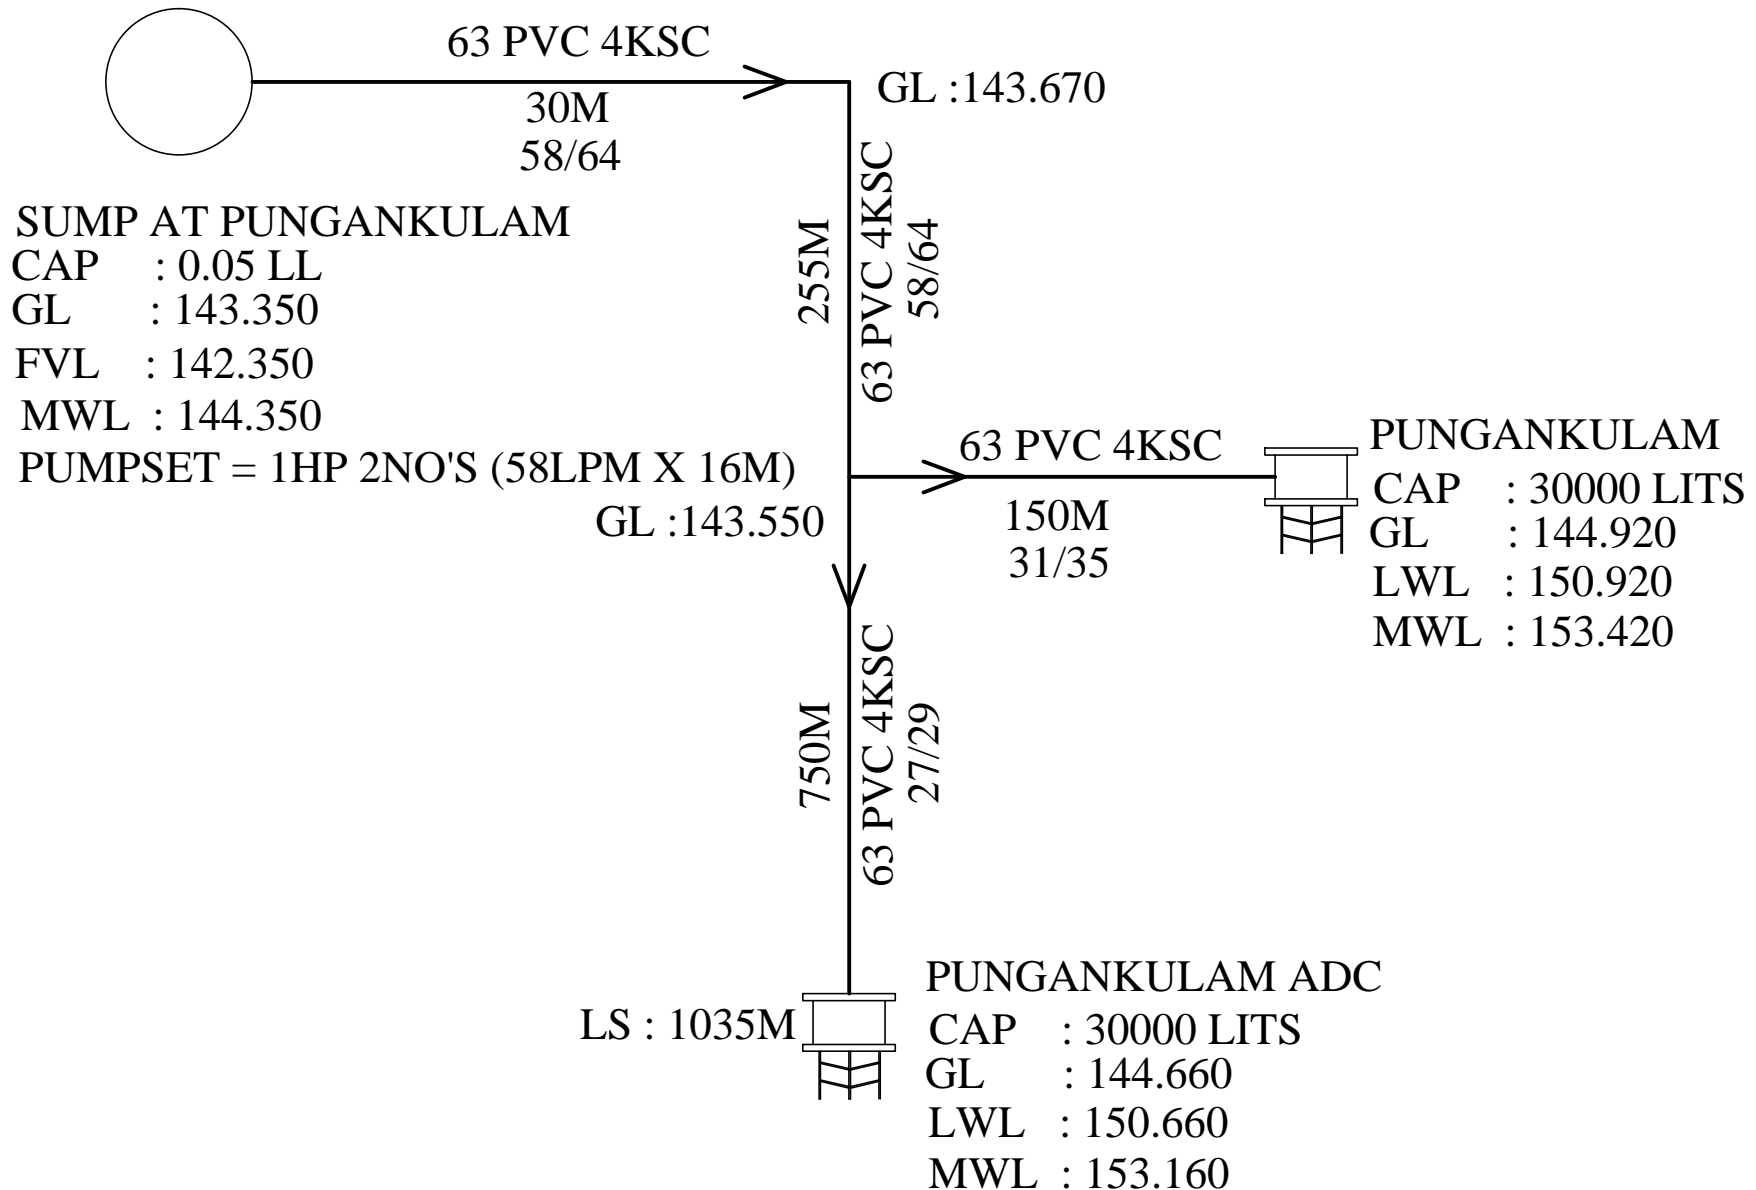 63 PVC 4KSC
30M
58/64
GL :143.670
SUMP AT PUNGANKULAM
CAP : 0.05 LL
GL : 143.350
FVL : 142.350
MWL : 144.350
PUMPSET = 1HP 2NO'S (58LPM X 16M)
255M
63 PVC 4KSC
58/64
GL :143.550
63 PVC 4KSC
150M
31/35
PUNGANKULAM
CAP : 30000 LITS
GL : 144.920
LWL : 150.920
MWL : 153.420
750M
63 PVC 4KSC
27/29
LS : 1035M
PUNGANKULAM ADC
CAP : 30000 LITS
GL : 144.660
LWL : 150.660
MWL : 153.160